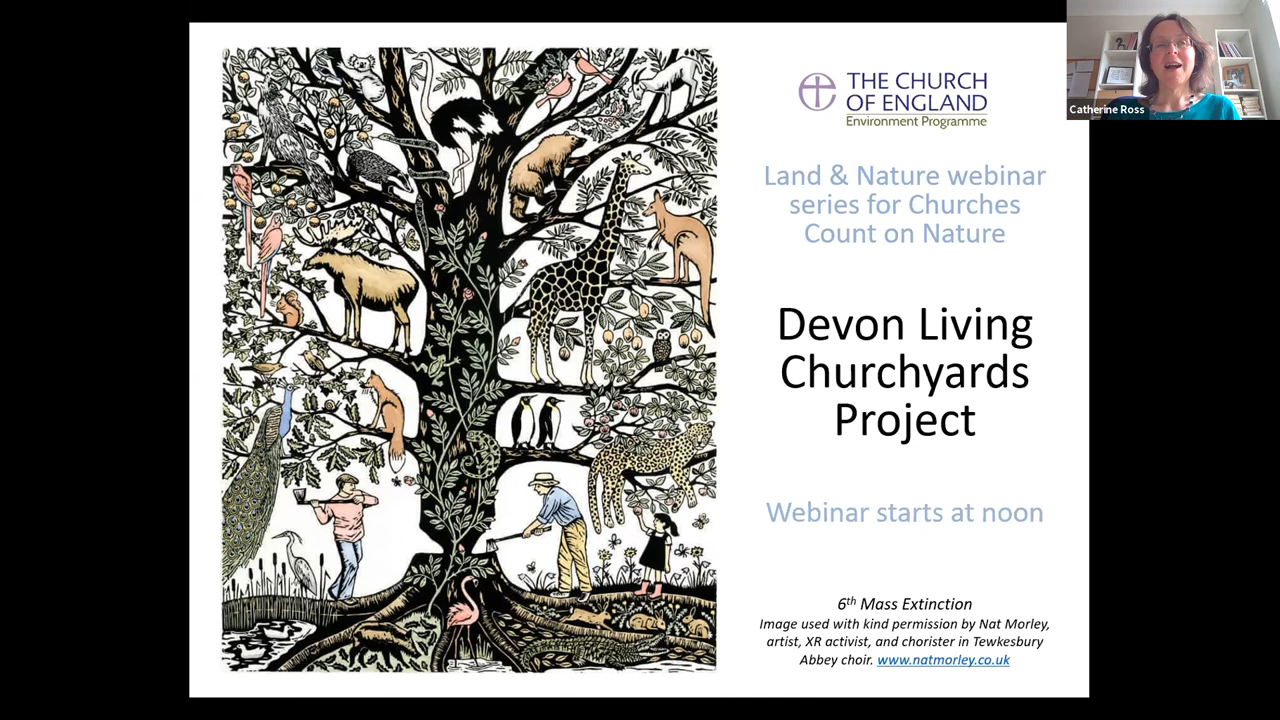 THE CHURCH
OF ENGLAND
Environment Programme
Catherine Ross
Land & Nature webinar
series for Churches
Count on Nature
Devon Living
Churchyards
Project
Webinar starts at noon
6th Mass Extinction
Image used with kind permission by Nat Morley,
artist, XR activist, and chorister in Tewkesbury
Abbey choir. www.natmorley.co.uk